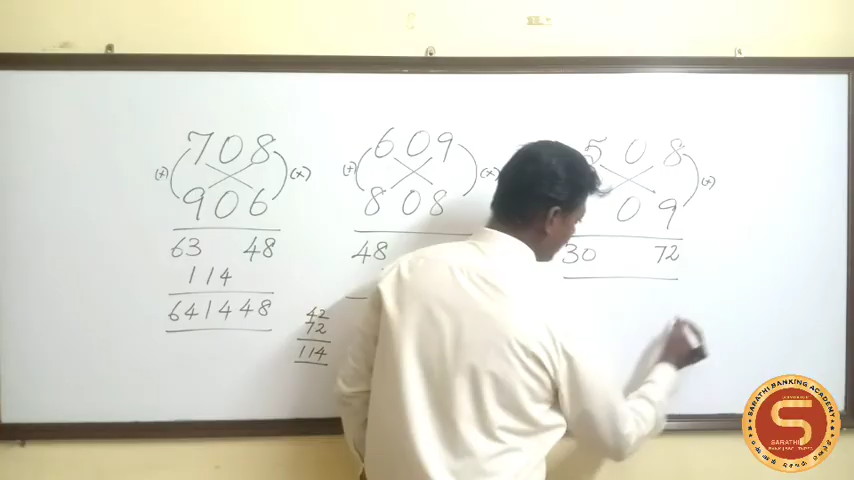 708
(x) (x)
906
63 48
114
641448
42
72
114
609
(x) (x)
808
48
508
(x)
09
30 72
SARATHI BANKING ACADEMY
S
SARATHI